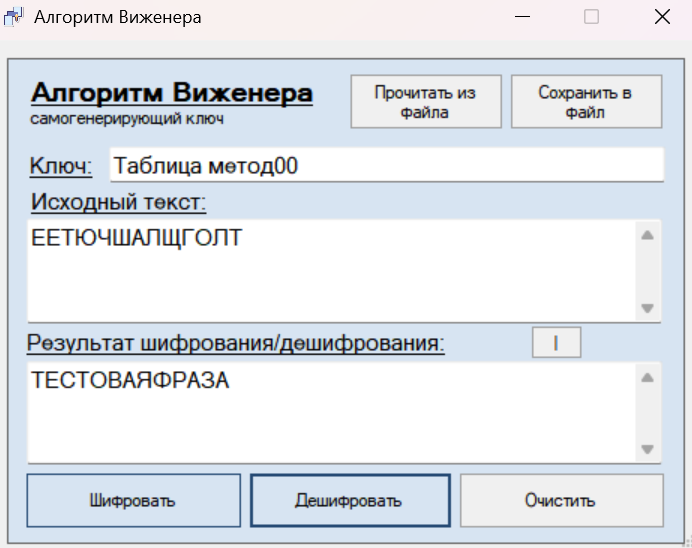 Алгоритм Виженера
Алгоритм Виженера
самогенерирующий ключ
Прочитать из
файла
Сохранить в
файл
Ключ:
Таблица метод00
Исходный текст:
ЕЕТЮЧШАЛЩГОЛТ
Результат шифрования/дешифрования:
I
ТЕСТОВАЯФРАЗА
Шифровать
Дешифровать
Очистить